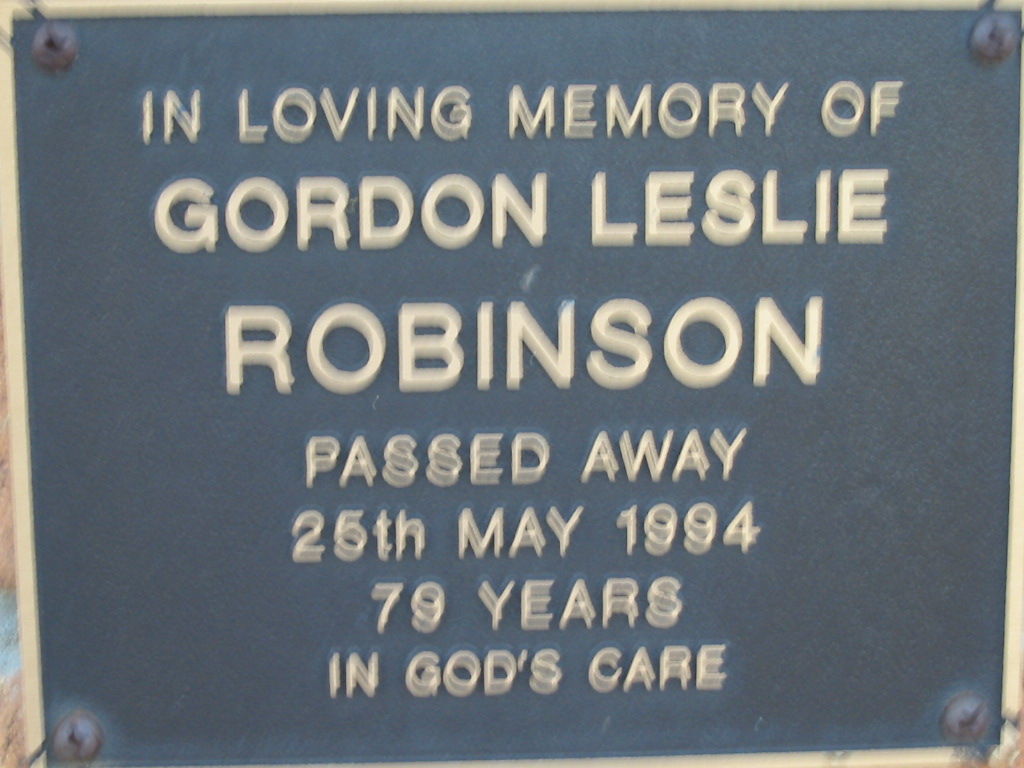 IN LOVING MEMORY OF
GORDON LESLIE
ROBINSON
PASSED AWAY
25th MAY 1994
79 YEARS
IN GOD'S CARE